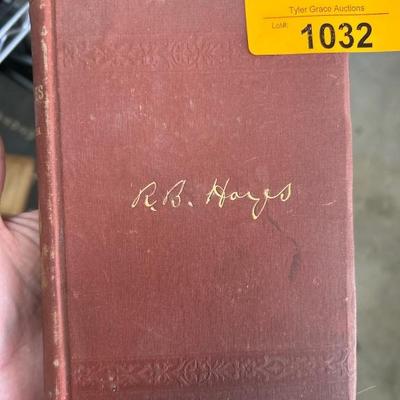 Tyler Grace Auctions
Lot#:
1032
R. B. Hayes